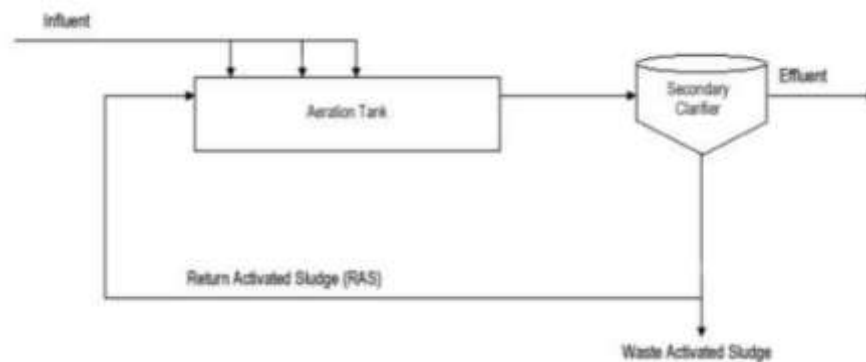 Influent
Effluent
Secondary
Clarifier
Aeration Tank
Return Activated Sludge (RAS)
Waste Activated Sludge